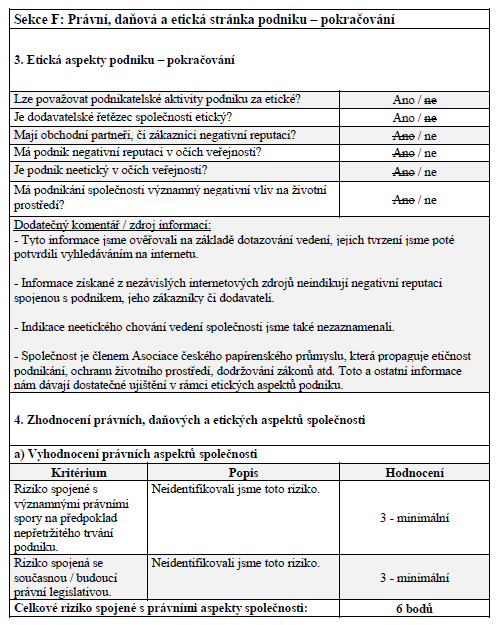 Sekce F: Právní, daňová a etická stránka podniku – pokračování
3. Etická aspekty podniku – pokračování
Lze považovat podnikatelské aktivity podniku za etické? Ano / ne
Je dodavatelské řetězec společnosti etický? Ano / ne
Mají obchodní partneři, či zákazníci negativní reputaci? Ano / ne
Má podnik negativní reputaci v očích veřejnosti? Ano / ne
Je podnik neetický v očích veřejnosti? Ano / ne
Má podnikání společnosti významný negativní vliv na životní
prostředí? Ano / ne
Dodatečný komentář / zdroj informací:
- Tyto informace jsme ověřovali na základě dotazování vedení, jejich tvrzení jsme poté
potvrdili vyhledáváním na internetu.
- Informace získané z nezávislých internetových zdrojů neindikují negativní reputaci
spojenou s podnikem, jeho zákazníky či dodavateli.
- Indikace neetického chování vedení společnosti jsme také nezaznamenali.
- Společnost je členem Asociace českého papírenského průmyslu, která propaguje etičnost
podnikání, ochranu životního prostředí, dodržování zákonů atd. Toto a ostatní informace
nám dávají dostatečné ujištění v rámci etických aspektů podniku.
4. Zhodnocení právních, daňových a etických aspektů společnosti
a) Vyhodnocení právních aspektů společnosti
Kritérium Popis Hodnocení
Riziko spojené s
významnými právními
spory na předpoklad
nepřetržitého trvání
podniku.
Neidentifikovali jsme toto riziko.
3 - minimální
Riziko spojená se
současnou / budoucí
právní legislativou.
Neidentifikovali jsme toto riziko.
3 - minimální
Celkové riziko spojené s právními aspekty společnosti: 6 bodů